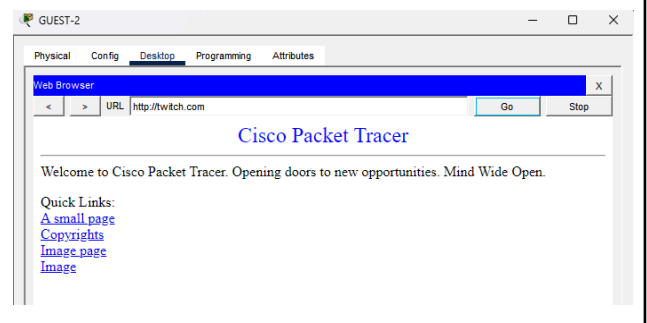 GUEST-2
Physical Config Desktop Programming Attributes
Web Browser X
< > URL http://twitch.com Go Stop
Cisco Packet Tracer
Welcome to Cisco Packet Tracer. Opening doors to new opportunities. Mind Wide Open.
Quick Links:
A small page
Copyrights
Image page
Image